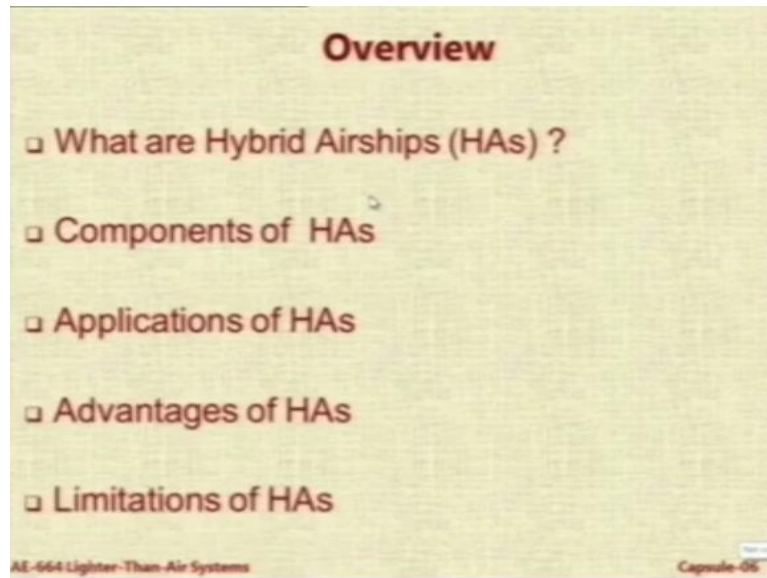 Overview
What are Hybrid Airships (HAs) ?
Components of HAs
Applications of HAs
Advantages of HAs
Limitations of HAs
AE-664 Lighter-Than-Air Systems
Capsule-06